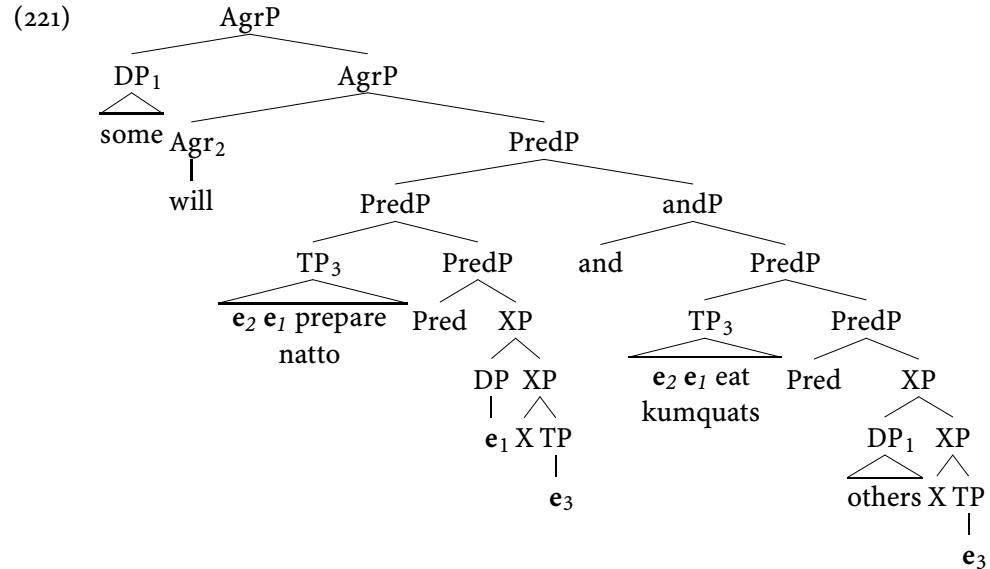 (221) AgrP
DP1 AgrP
some Agr2 PredP
will PredP andP
TP3 PredP and PredP
e2 e1 prepare natto Pred XP TP3 PredP
DP XP e2 e1 eat kumquats Pred XP
e1 X TP DP1 XP
e3 others X TP
e3